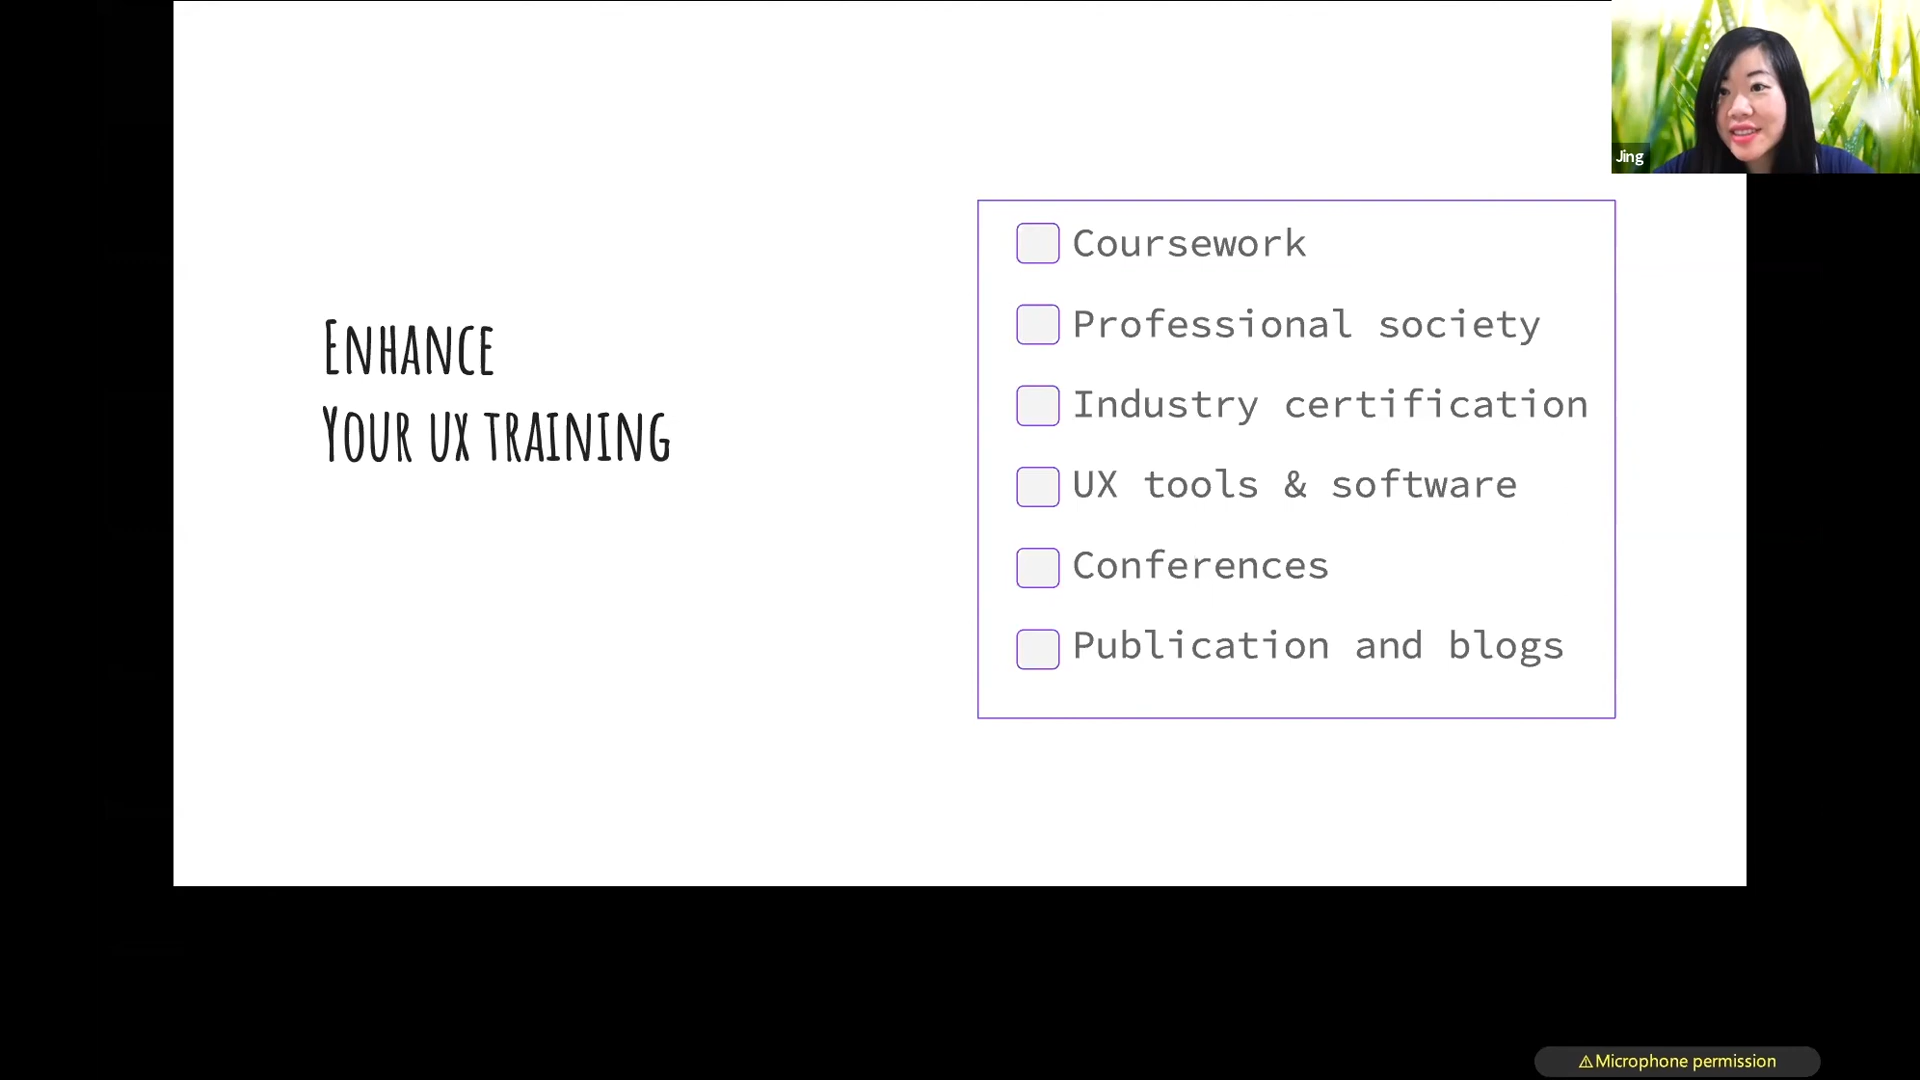 Jing
Enhance
Your ux training
Coursework
Professional society
Industry certification
UX tools & software
Conferences
Publication and blogs
⚠Microphone permission